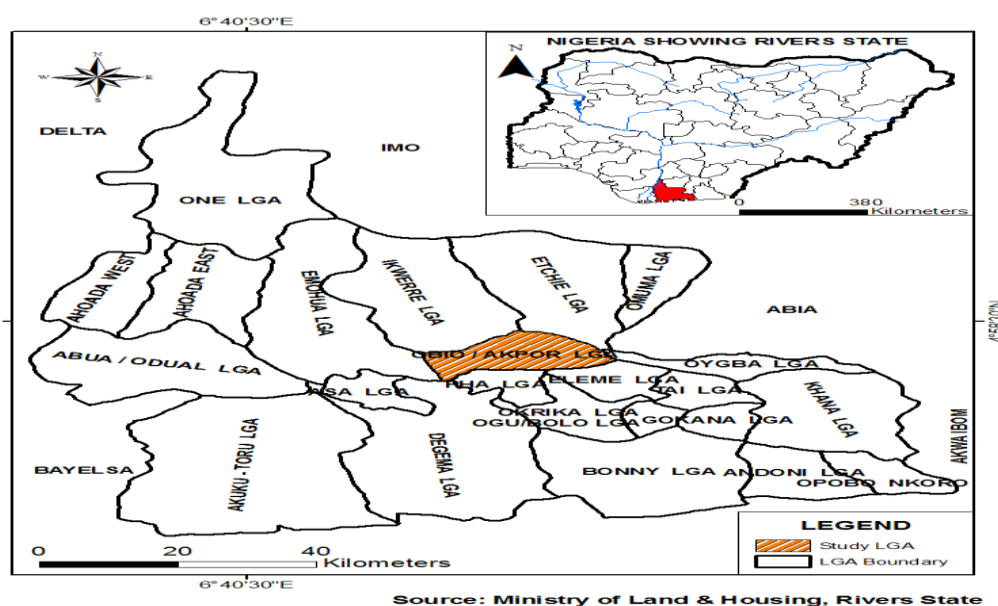 6°40'30"E
NIGERIA SHOWING RIVERS STATE
N
W
E
S
N
DELTA
IMO
0 380
Kilometers
ONE LGA
AHOADA WEST
AHOADA EAST
EMOHUA LGA
IKWERRE LGA
ETCHIE LGA
OMUMA LGA
ABIA
4°58'30"N
OBIO / AKPOR LGA
ABUA / ODUAL LGA
OYGBA LGA
ASA LGA
PHA LGA
ELEME LGA
TAI LGA
KHANA LGA
OKRIKA LGA
OGU/BOLO LGA
GOKANA LGA
AKWA IBOM
BAYELSA
AKUKU - TORU LGA
DEGEMA LGA
BONNY LGA
ANDONI LGA
OPOBO NKORO
LEGEND
Study LGA
LGA Boundary
0 20 40
Kilometers
6°40'30"E
Source: Ministry of Land & Housing, Rivers State